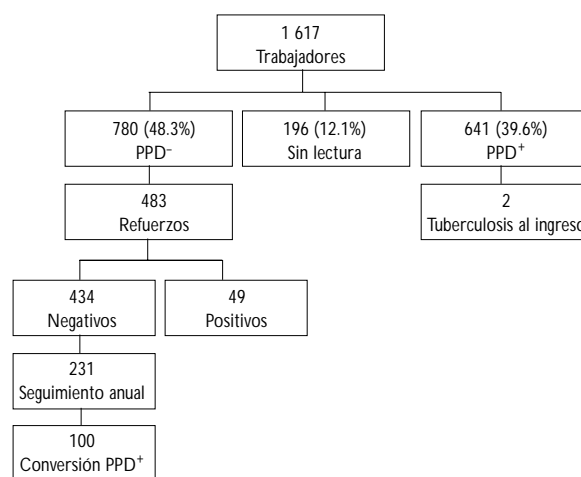 1 617
Trabajadores
780 (48.3%)
PPD⁻
196 (12.1%)
Sin lectura
641 (39.6%)
PPD⁺
483
Refuerzos
2
Tuberculosis al ingreso
434
Negativos
49
Positivos
231
Seguimiento anual
100
Conversión PPD⁺